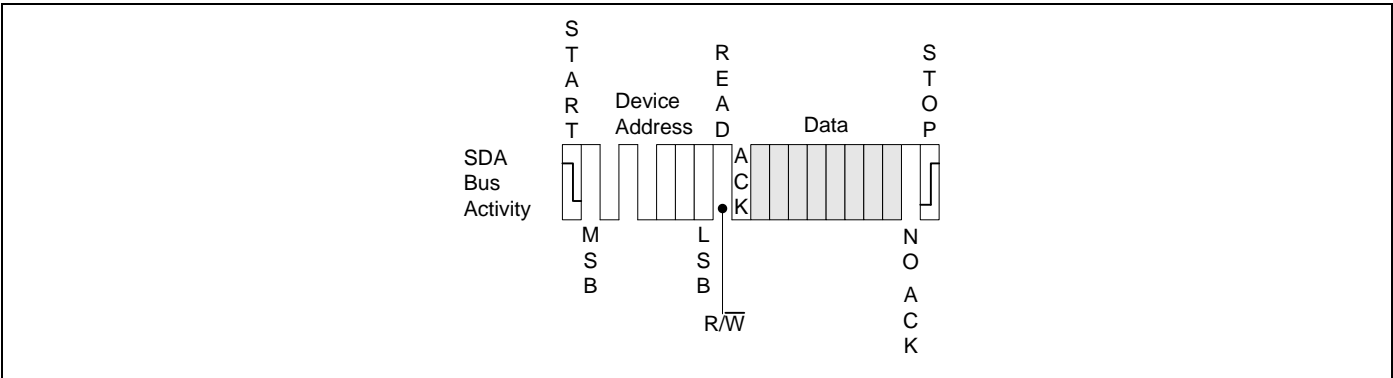 START
READ
STOP
Device
Address
Data
SDA
Bus
Activity
ACK
MSB
LSB
NO ACK
R/W̅